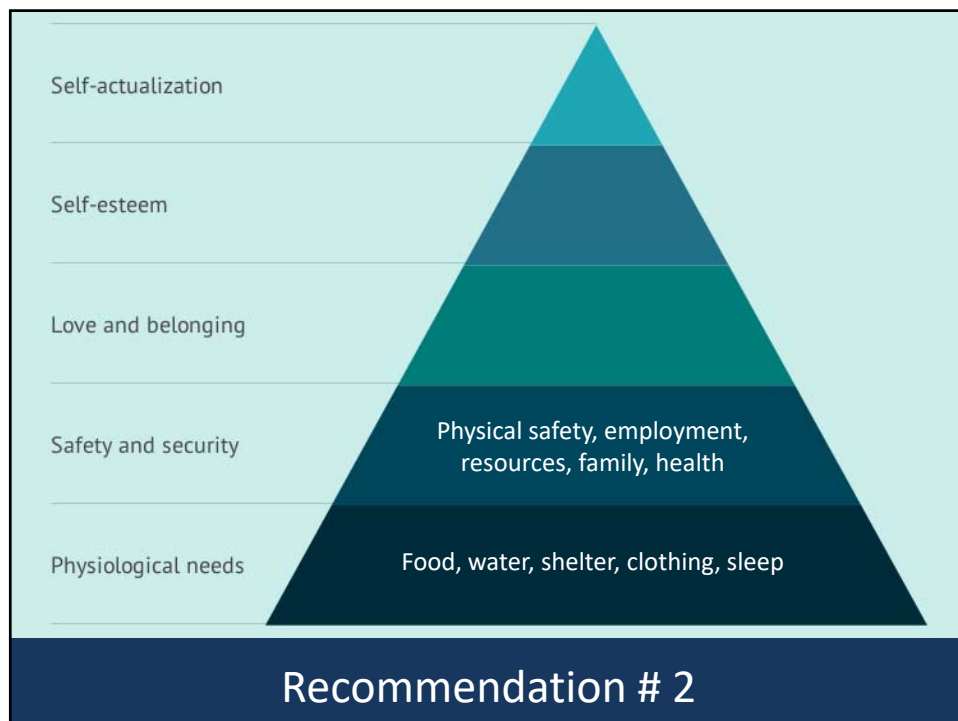 Self-actualization
Self-esteem
Love and belonging
Safety and security
Physical safety, employment,
resources, family, health
Physiological needs
Food, water, shelter, clothing, sleep
Recommendation # 2